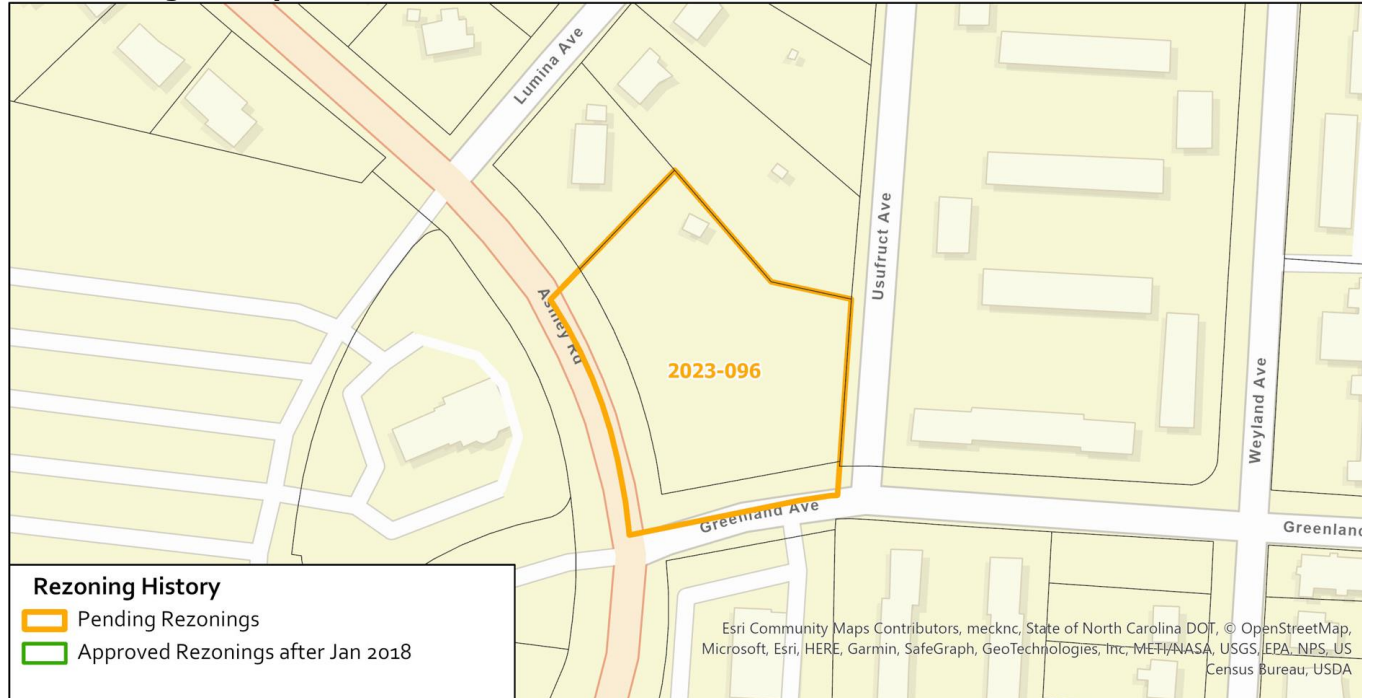 Lumina Ave
Ashley Rd
Usufruct Ave
2023-096
Weyland Ave
Greenland Ave
Greenland
Rezoning History
Pending Rezonings
Approved Rezonings after Jan 2018
Esri Community Maps Contributors, mecknc, State of North Carolina DOT, © OpenStreetMap,
Microsoft, Esri, HERE, Garmin, SafeGraph, GeoTechnologies, Inc, METI/NASA, USGS, EPA, NPS, US
Census Bureau, USDA